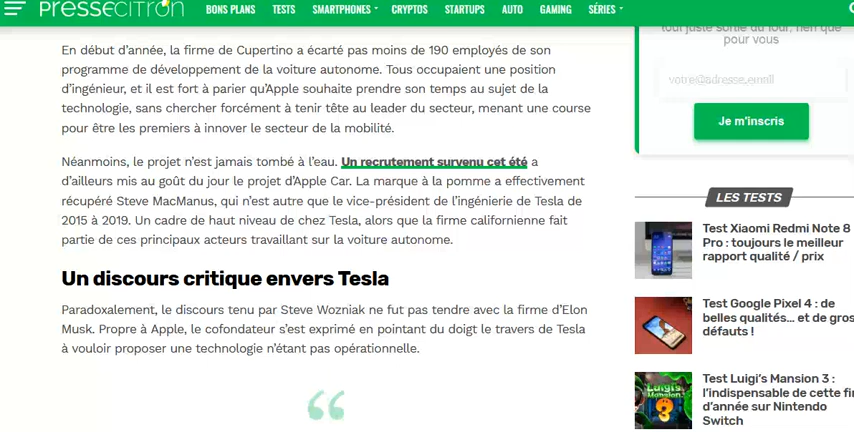 PRESSECITRON
BONS PLANS TESTS SMARTPHONES CRYPTOS STARTUPS AUTO GAMING SÉRIES
En début d'année, la firme de Cupertino a écarté pas moins de 190 employés de son
programme de développement de la voiture autonome. Tous occupaient une position
d'ingénieur, et il est fort à parier qu'Apple souhaite prendre son temps au sujet de la
technologie, sans chercher forcément à tenir tête au leader du secteur, menant une course
pour être les premiers à innover le secteur de la mobilité.
Néanmoins, le projet n'est jamais tombé à l'eau. Un recrutement survenu cet été a
d'ailleurs mis au goût du jour le projet d'Apple Car. La marque à la pomme a effectivement
récupéré Steve MacManus, qui n'est autre que le vice-président de l'ingénierie de Tesla de
2015 à 2019. Un cadre de haut niveau de chez Tesla, alors que la firme californienne fait
partie de ces principaux acteurs travaillant sur la voiture autonome.
Un discours critique envers Tesla
Paradoxalement, le discours tenu par Steve Wozniak ne fut pas tendre avec la firme d'Elon
Musk. Propre à Apple, le cofondateur s'est exprimé en pointant du doigt le travers de Tesla
à vouloir proposer une technologie n'étant pas opérationnelle.
“
tout juste sortie du four, rien que
pour vous
votre@adresse.email
Je m'inscris
LES TESTS
Test Xiaomi Redmi Note 8
Pro : toujours le meilleur
rapport qualité / prix
Test Google Pixel 4 : de
belles qualités... et de gros
défauts !
LUIGI'S
MANSION
3
Test Luigi's Mansion 3 :
l'indispensable de cette fi
d'année sur Nintendo
Switch